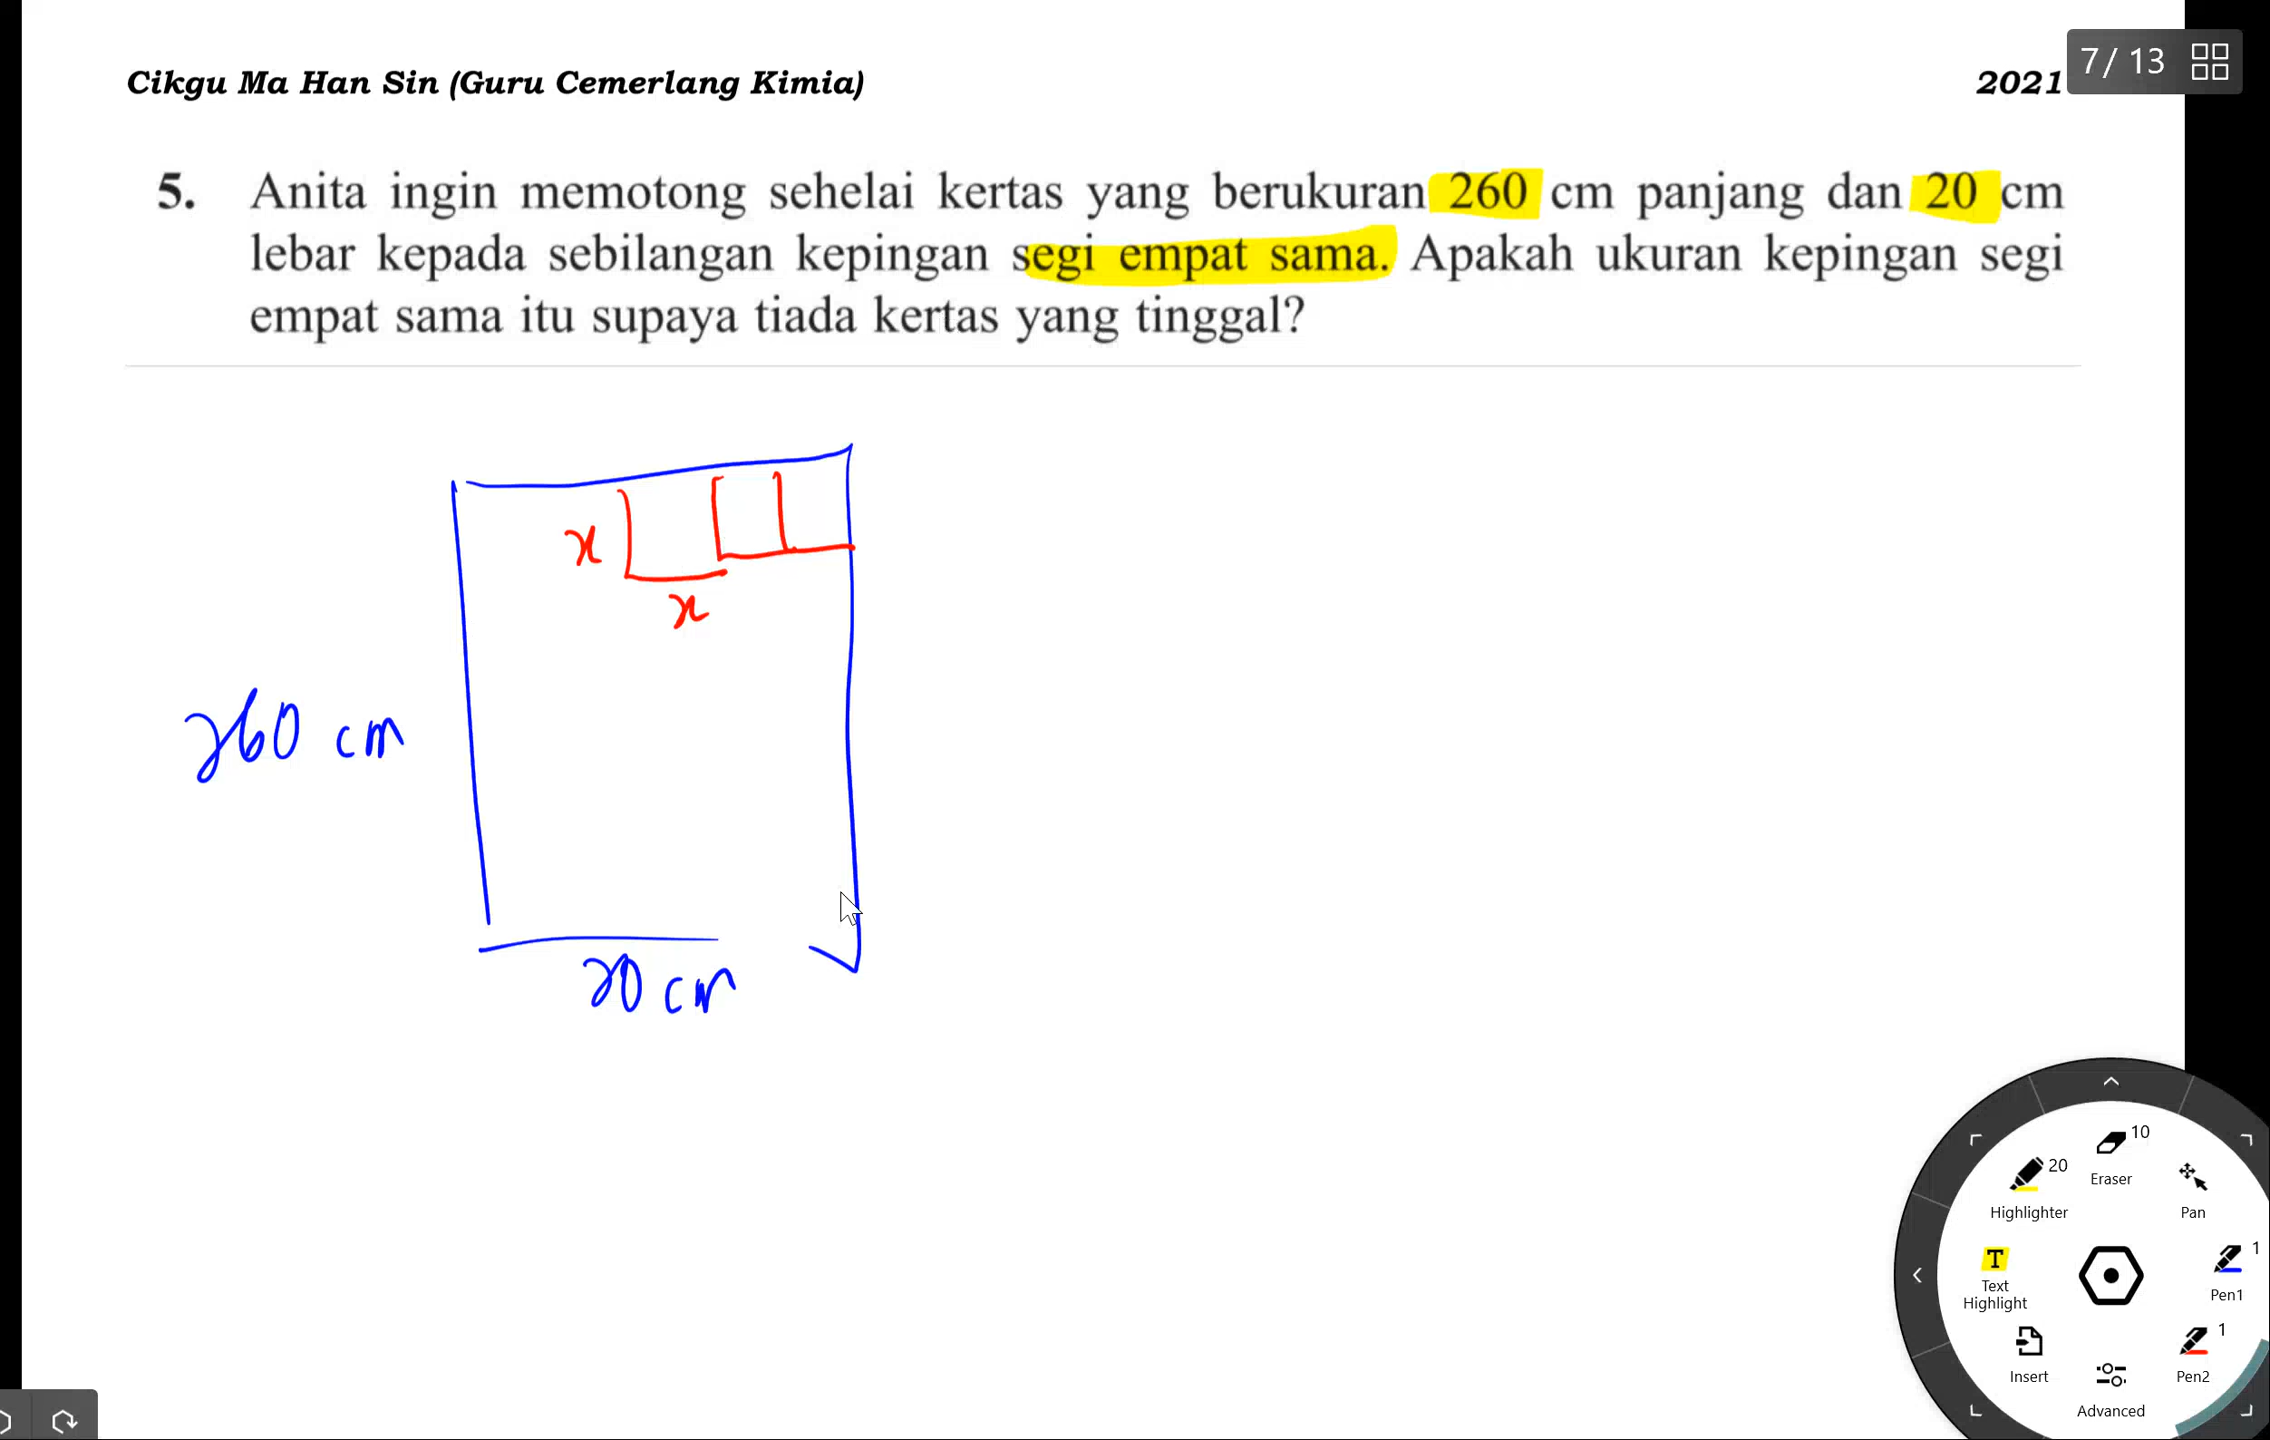 Cikgu Ma Han Sin (Guru Cemerlang Kimia) 2021
7/ 13
5. Anita ingin memotong sehelai kertas yang berukuran 260 cm panjang dan 20 cm
lebar kepada sebilangan kepingan segi empat sama. Apakah ukuran kepingan segi
empat sama itu supaya tiada kertas yang tinggal?
x
x
260 cm
20 cm
10
Eraser
20
Highlighter
Pan
T
Text
Highlight
1
Pen1
1
Pen2
Insert
Advanced